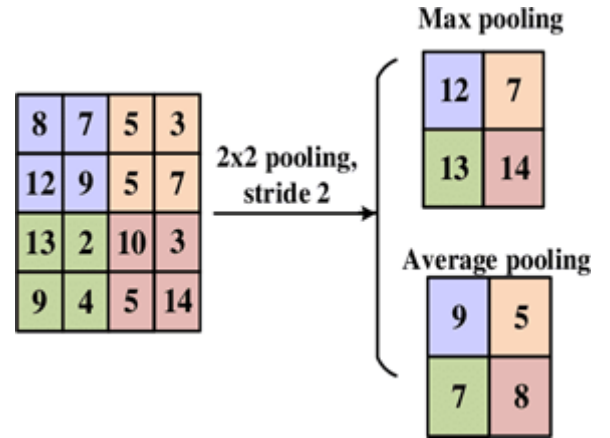 Max pooling
12 7
13 14
8 7 5 3
12 9 5 7
13 2 10 3
9 4 5 14
2x2 pooling,
stride 2
Average pooling
9 5
7 8